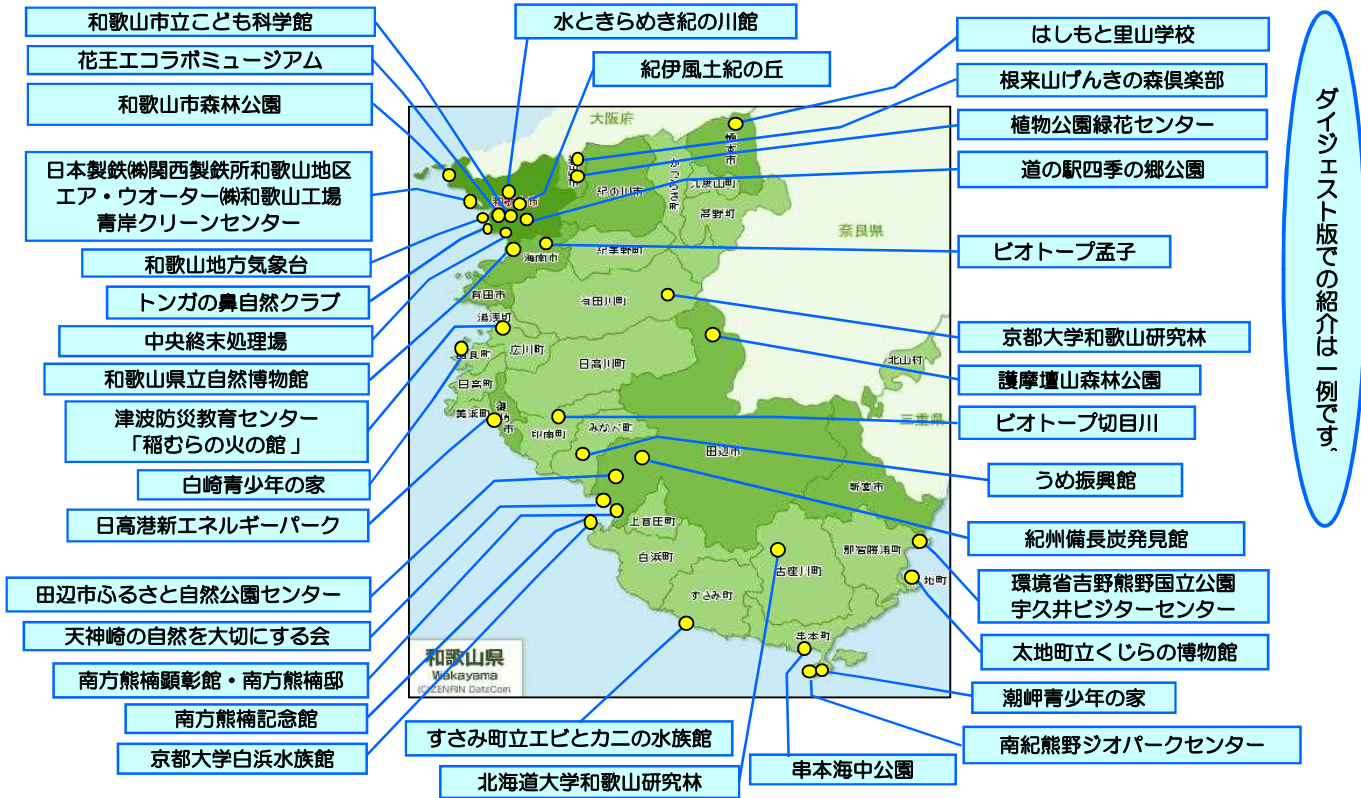 和歌山市立こども科学館
花王エコラボミュージアム
和歌山市森林公園
日本製鉄㈱関西製鉄所和歌山地区
エア・ウオーター㈱和歌山工場
青岸クリーンセンター
和歌山地方気象台
トンガの鼻自然クラブ
中央終末処理場
和歌山県立自然博物館
津波防災教育センター
「稲むらの火の館 」
白崎青少年の家
日高港新エネルギーパーク
田辺市ふるさと自然公園センター
天神崎の自然を大切にする会
南方熊楠顕彰館・南方熊楠邸
南方熊楠記念館
京都大学白浜水族館
水ときらめき紀の川館
紀伊風土紀の丘
はしもと里山学校
根来山げんきの森倶楽部
植物公園緑花センター
道の駅四季の郷公園
ビオトープ孟子
京都大学和歌山研究林
護摩壇山森林公園
ビオトープ切目川
うめ振興館
紀州備長炭発見館
環境省吉野熊野国立公園
宇久井ビジターセンター
太地町立くじらの博物館
潮岬青少年の家
南紀熊野ジオパークセンター
串本海中公園
すさみ町立エビとカニの水族館
北海道大学和歌山研究林
ダイジェスト版での紹介は一例です。
大阪府
奈良県
三重県
橋本市
紀の川市
高野町
紀美野町
海南市
有田市
有田川町
湯浅町
広川町
日高川町
日高町
美浜町
印南町
みなべ町
田辺市
北山村
新宮市
上富田町
白浜町
那智勝浦町
古座川町
地町
すさみ町
串本町
和歌山県
Wakayama
(C)ZENRIN DataCom